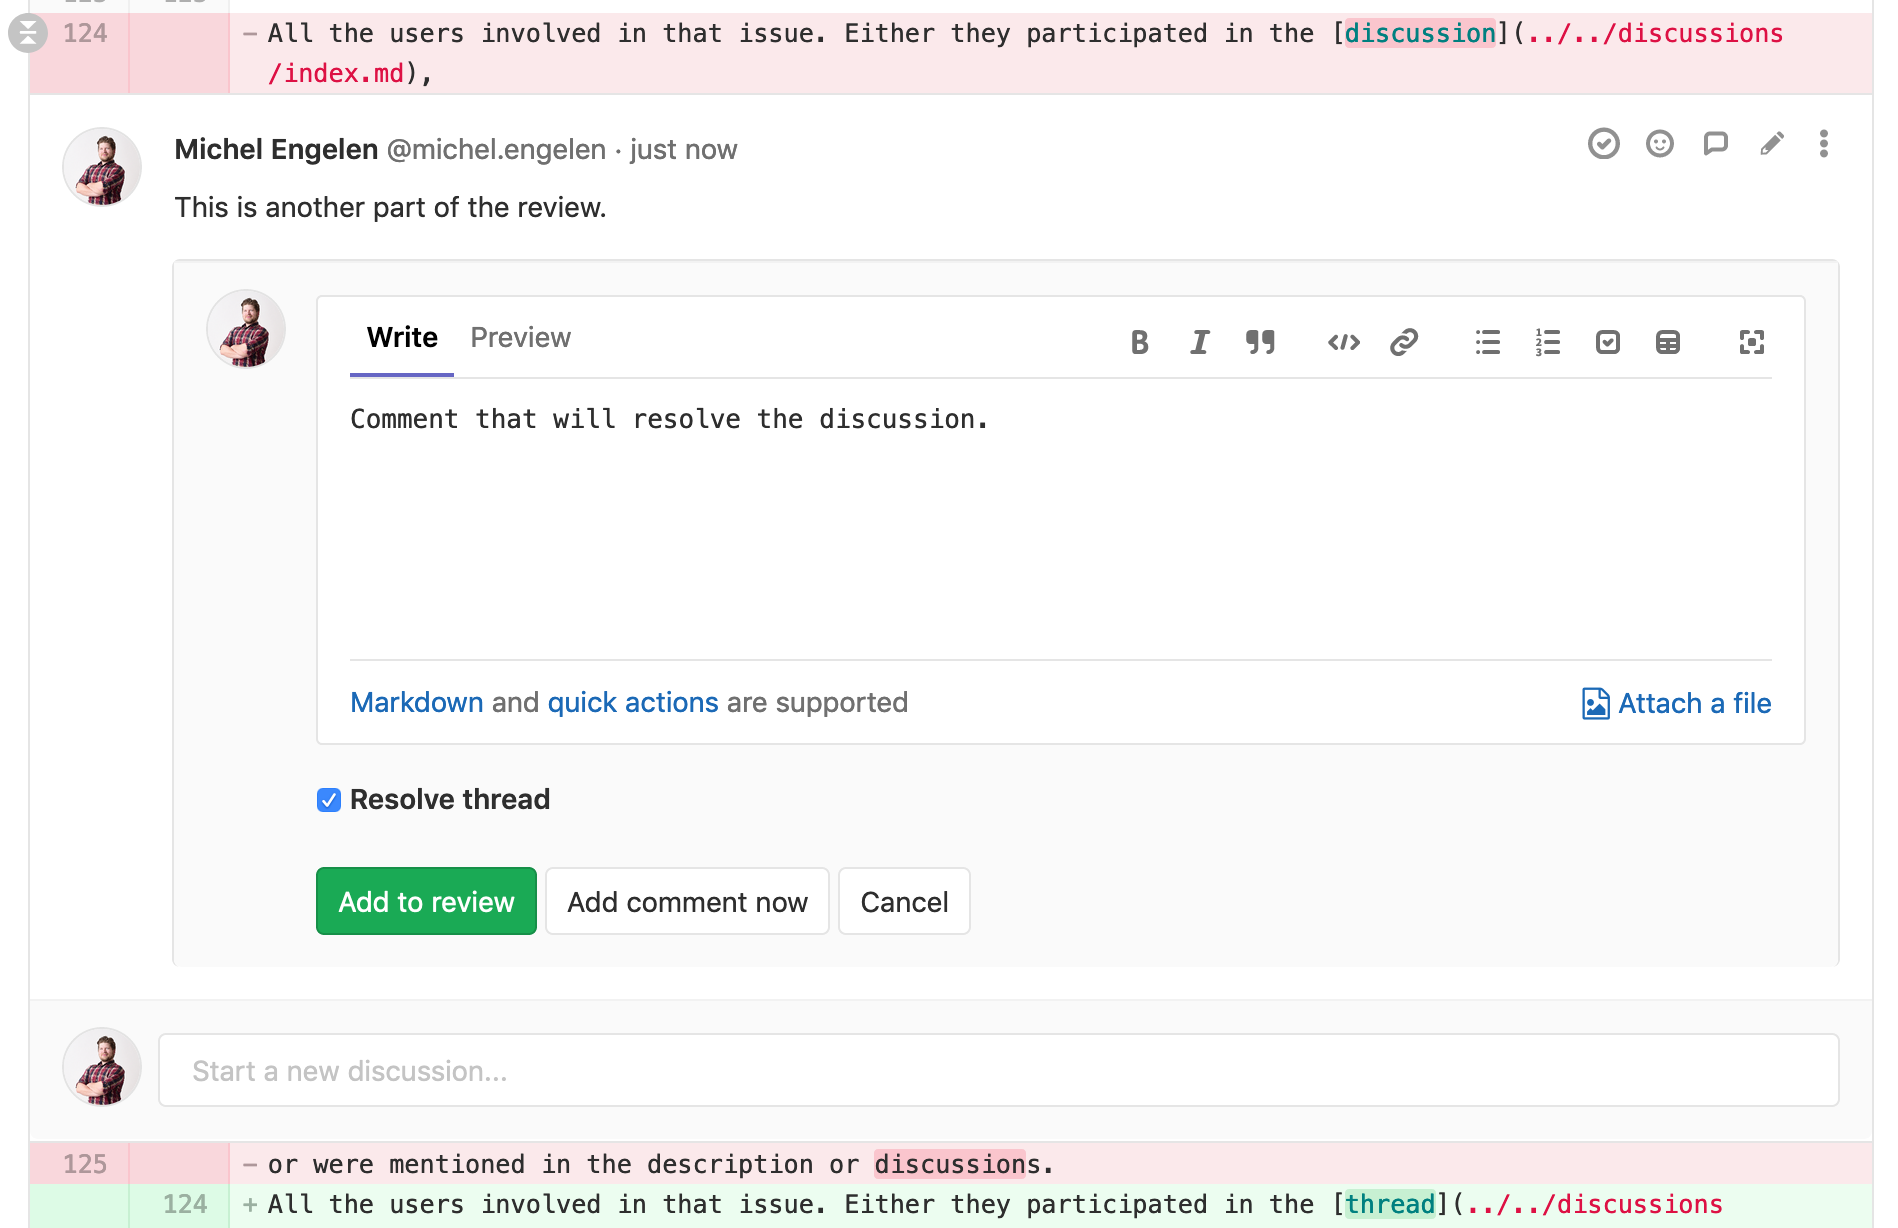 124 - All the users involved in that issue. Either they participated in the [discussion](../../discussions
/index.md),
Michel Engelen @michel.engelen · just now
This is another part of the review.
Write Preview
Comment that will resolve the discussion.
Markdown and quick actions are supported
Attach a file
Resolve thread
Add to review Add comment now Cancel
Start a new discussion...
125 - or were mentioned in the description or discussions.
124 + All the users involved in that issue. Either they participated in the [thread](../../discussions